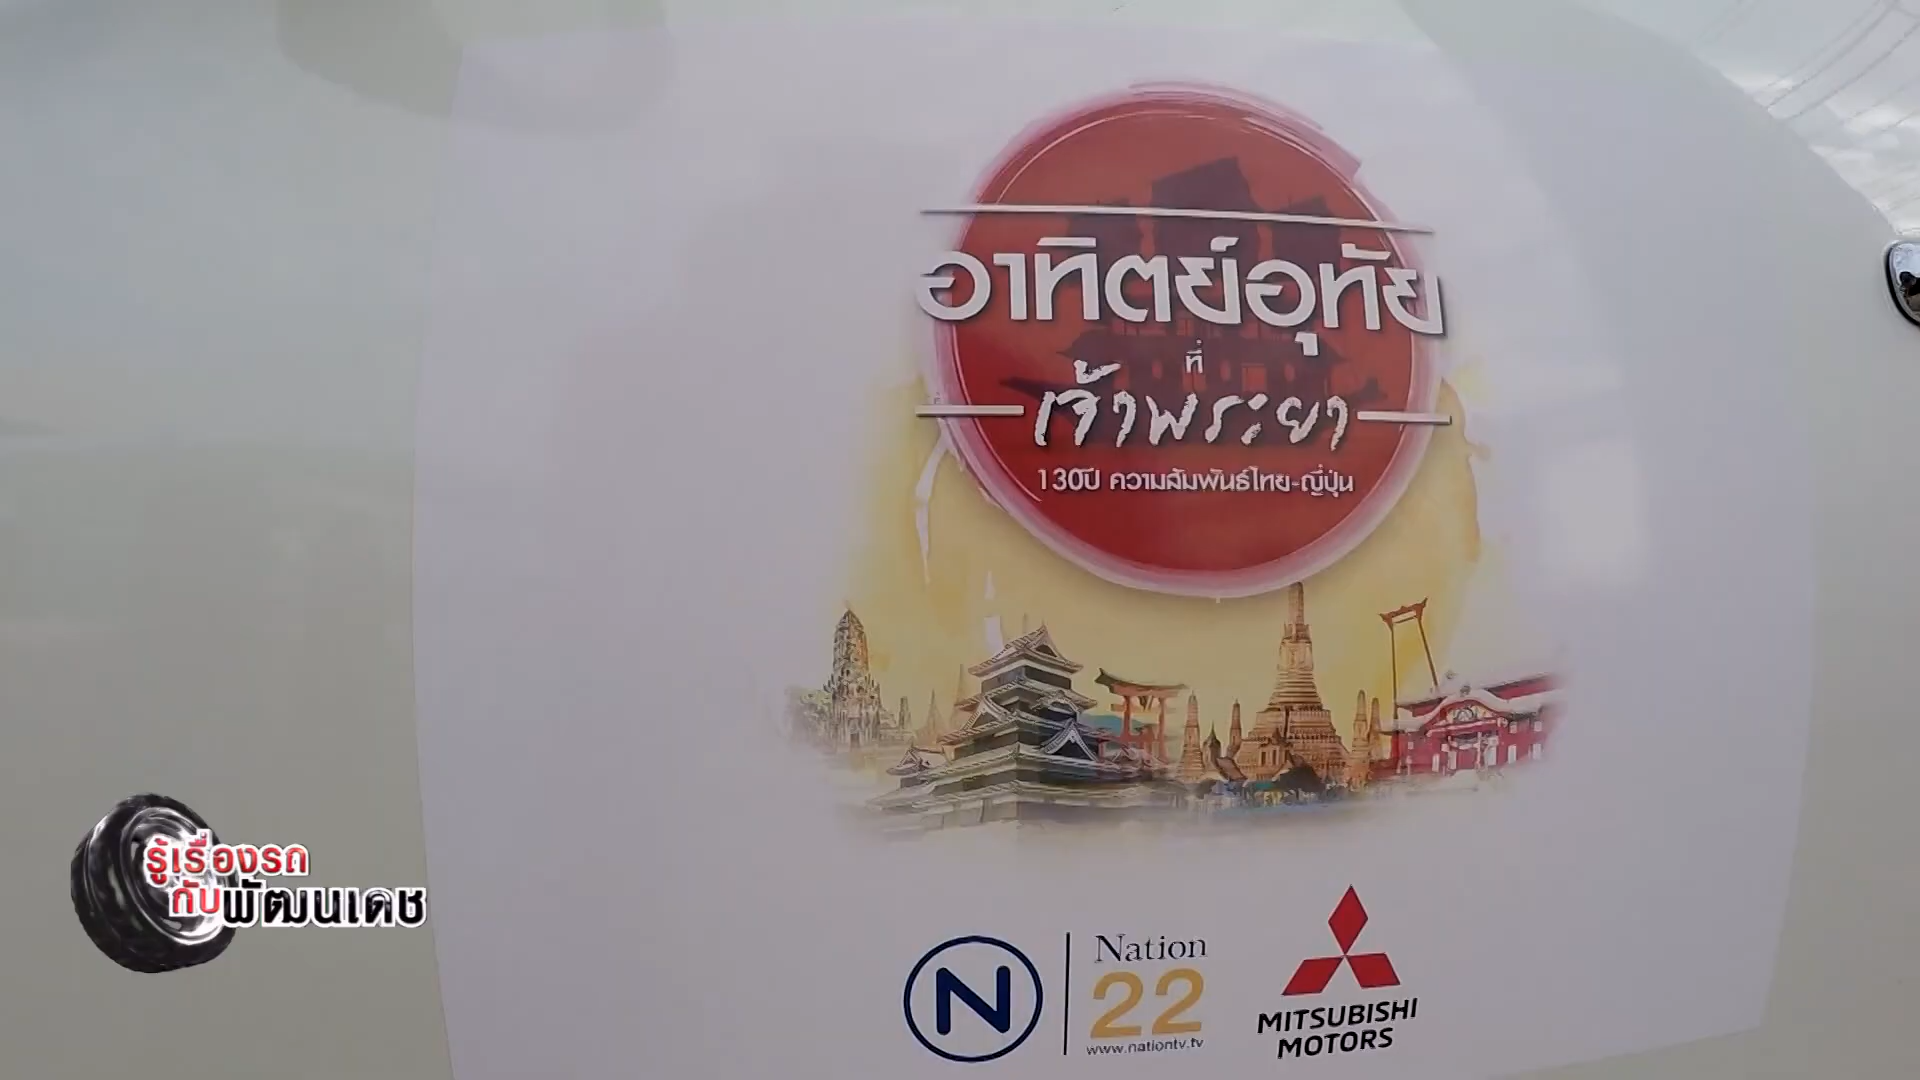 อาทิตย์อุทัย
ที่
เจ้าพระยา
130ปี ความสัมพันธ์ไทย-ญี่ปุ่น
รู้เรื่องรถ
กับพัฒนเดช
N
Nation
22
www.nationtv.tv
MITSUBISHI
MOTORS